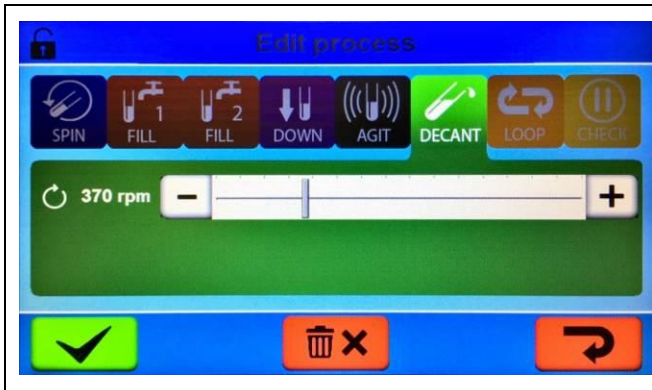 Edit process
1
2
SPIN
FILL
FILL
DOWN
AGIT
DECANT
LOOP
CHECK
370 rpm